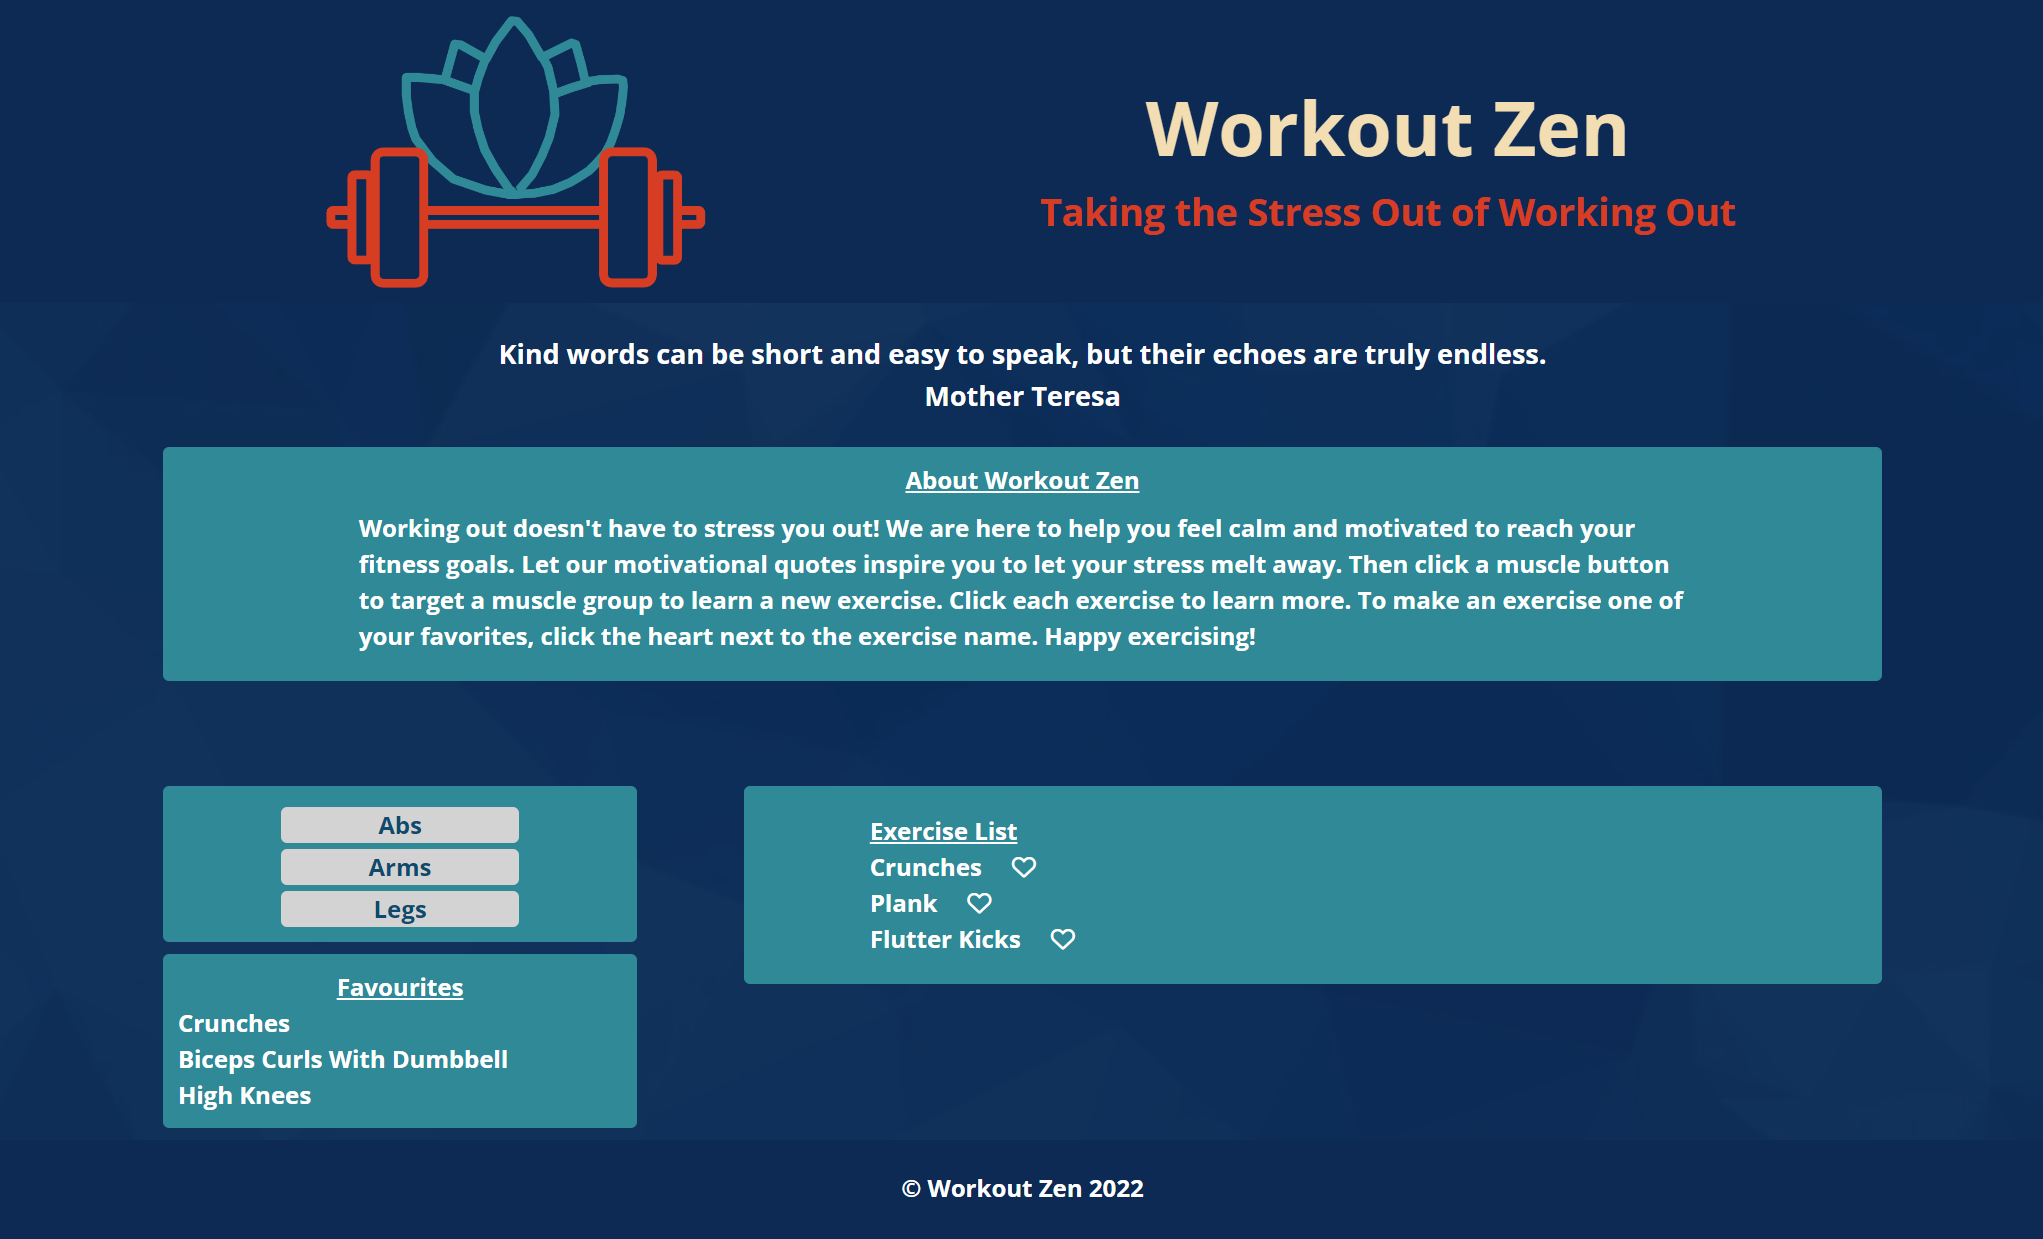 Workout Zen
Taking the Stress Out of Working Out
Kind words can be short and easy to speak, but their echoes are truly endless.
Mother Teresa
About Workout Zen
Working out doesn't have to stress you out! We are here to help you feel calm and motivated to reach your
fitness goals. Let our motivational quotes inspire you to let your stress melt away. Then click a muscle button
to target a muscle group to learn a new exercise. Click each exercise to learn more. To make an exercise one of
your favorites, click the heart next to the exercise name. Happy exercising!
Abs
Arms
Legs
Favourites
Crunches
Biceps Curls With Dumbbell
High Knees
Exercise List
Crunches
Plank
Flutter Kicks
© Workout Zen 2022